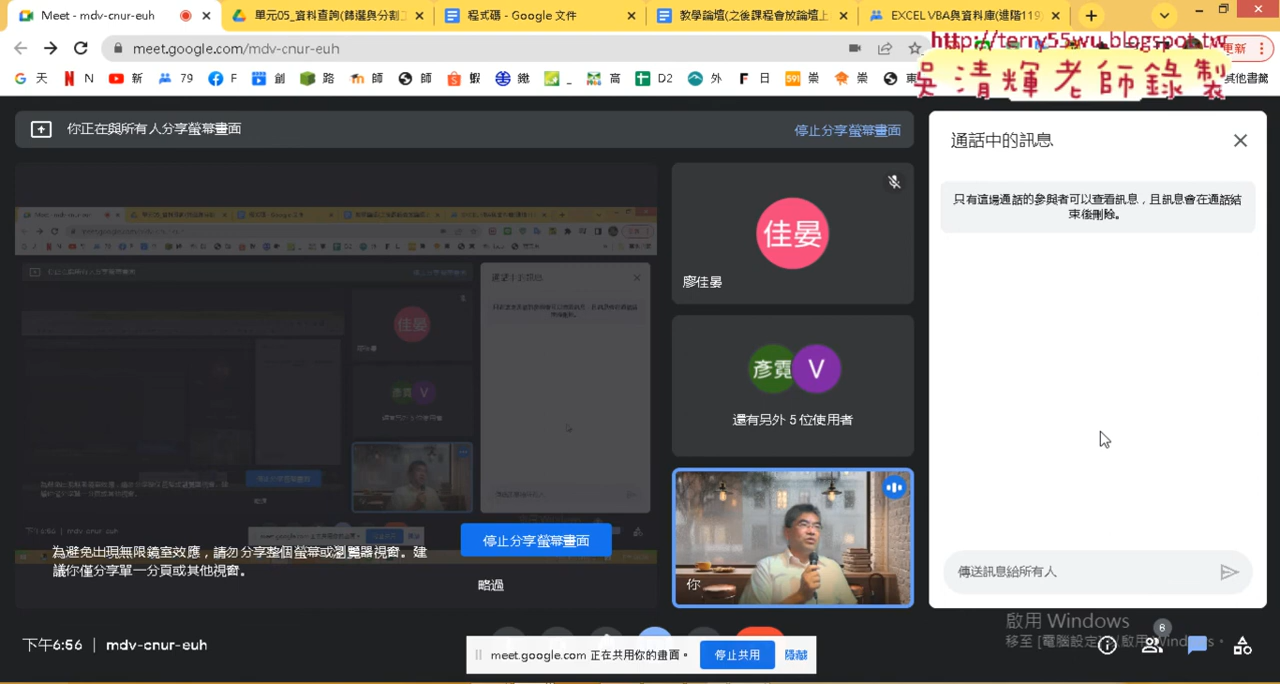 Meet - mdv-cnur-euh
單元05_資料查詢(篩選與分割工
程式碼 - Google 文件
教學論壇(之後課程會放論壇上
EXCEL VBA與資料庫(進階119)
meet.google.com/mdv-cnur-euh
http://terry55wu.blogspot.tw
更新
吳清輝老師錄製
天
N
新
79
F
創
路
師
師
蝦
高
D2
外
日
崇
崇
其他書籤
你正在與所有人分享螢幕畫面
停止分享螢幕畫面
通話中的訊息
只有這場通話的參與者可以查看訊息，且訊息會在通話結
束後刪除。
佳晏
廖佳晏
彥霓
V
還有另外 5 位使用者
你
為避免出現無限鏡室效應，請勿分享整個螢幕或瀏覽器視窗。建
議你僅分享單一分頁或其他視窗。
停止分享螢幕畫面
略過
傳送訊息給所有人
下午6:56 | mdv-cnur-euh
meet.google.com 正在共用你的畫面。
停止共用
隱藏
啟用 Windows
移至 [電腦設定] 以啟用 Windows。
8